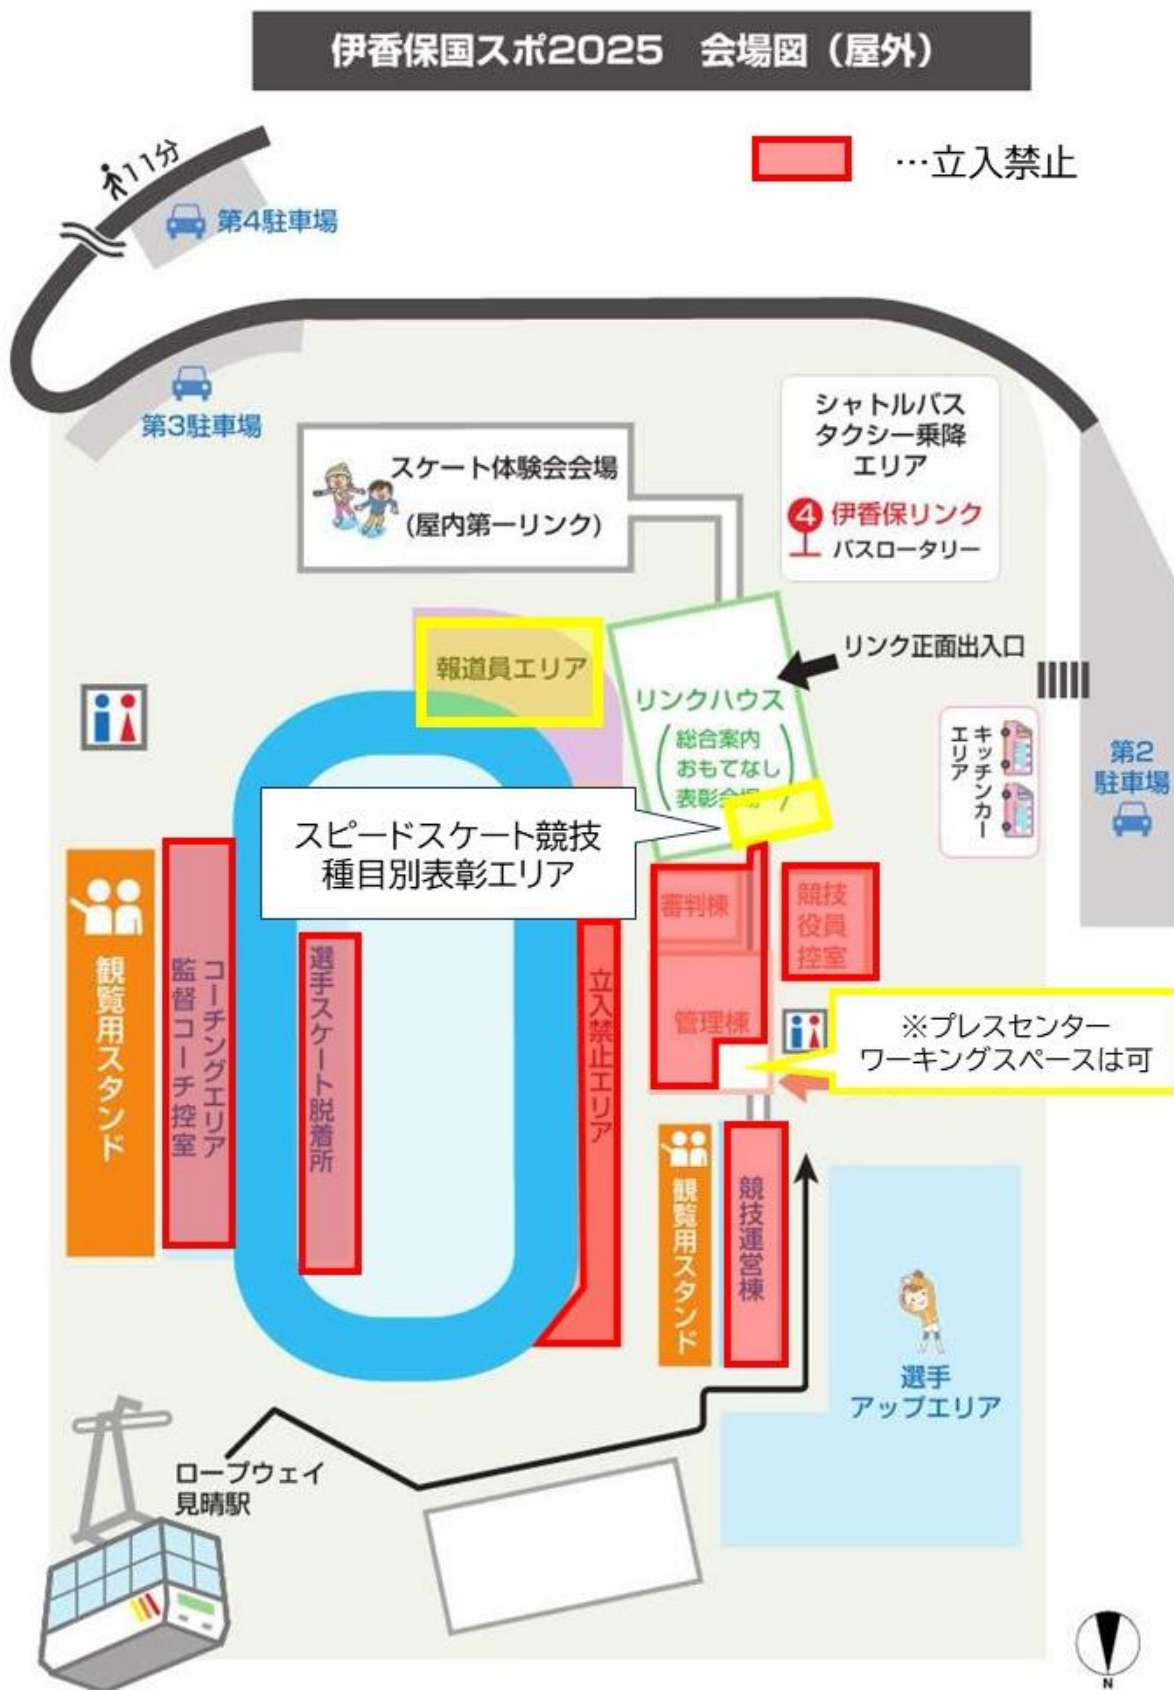 伊香保国スポ2025　会場図（屋外）
…立入禁止
11分
第4駐車場
第3駐車場
シャトルバス
タクシー乗降
エリア
4 伊香保リンク
バスロータリー
スケート体験会会場
(屋内第一リンク)
報道員エリア
リンク正面出入口
リンクハウス
総合案内
おもてなし
表彰会場
キッチンカー
エリア
第2
駐車場
スピードスケート競技
種目別表彰エリア
審判棟
競技
役員
控室
管理棟
※プレスセンター
ワーキングスペースは可
観覧用スタンド
コーチングエリア
監督コーチ控室
選手スケート脱着所
立入禁止エリア
観覧用スタンド
競技運営棟
選手
アップエリア
ロープウェイ
見晴駅
N